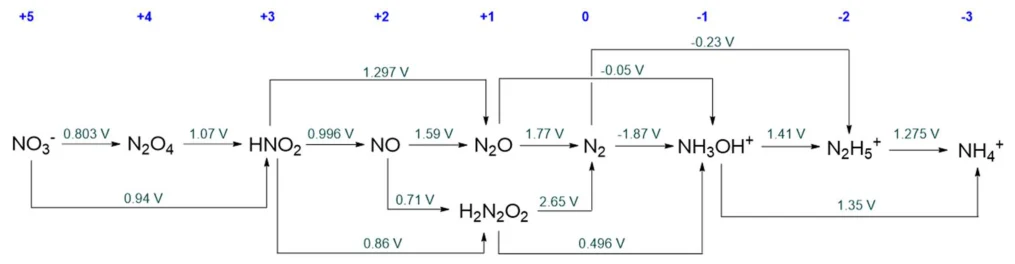 +5 +4 +3 +2 +1 0 -1 -2 -3
-0.23 V
1.297 V -0.05 V
0.803 V 1.07 V 0.996 V 1.59 V 1.77 V -1.87 V 1.41 V 1.275 V
NO3- N2O4 HNO2 NO N2O N2 NH3OH+ N2H5+ NH4+
0.94 V 0.71 V H2N2O2 2.65 V 1.35 V
0.86 V 0.496 V